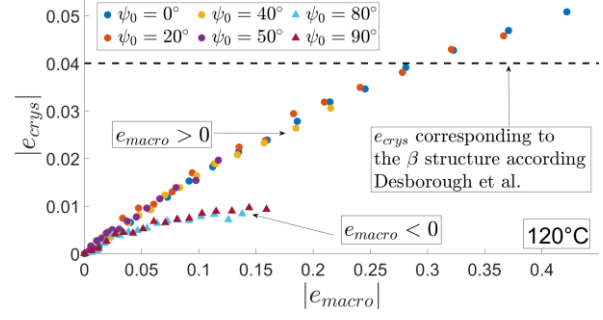 0.05
0.04
0.03
0.02
0.01
0
|e_crys|
ψ₀ = 0° ψ₀ = 40° ψ₀ = 80°
ψ₀ = 20° ψ₀ = 50° ψ₀ = 90°
e_macro > 0
e_crys corresponding to
the β structure according
Desborough et al.
e_macro < 0
120°C
0 0.05 0.1 0.15 0.2 0.25 0.3 0.35 0.4
|e_macro|